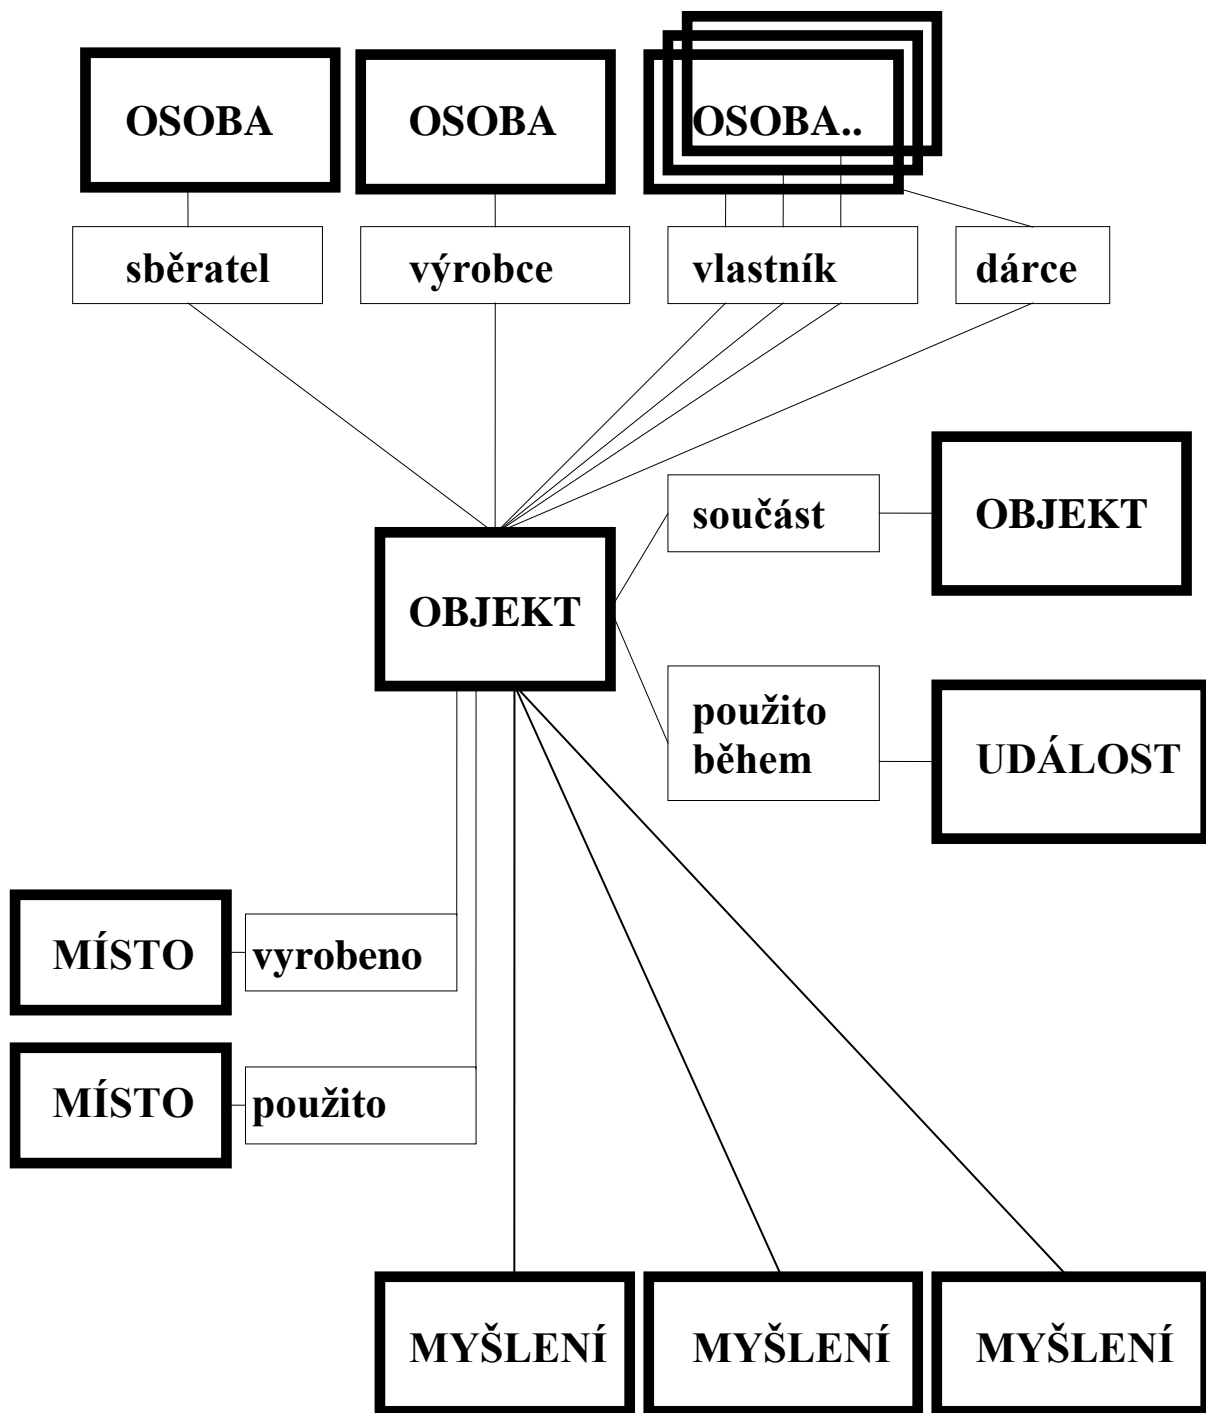 OSOBA
OSOBA
OSOBA..
sběratel
výrobce
vlastník
dárce
součást
OBJEKT
OBJEKT
použito
během
UDÁLOST
MÍSTO
vyrobeno
MÍSTO
použito
MYŠLENÍ
MYŠLENÍ
MYŠLENÍ